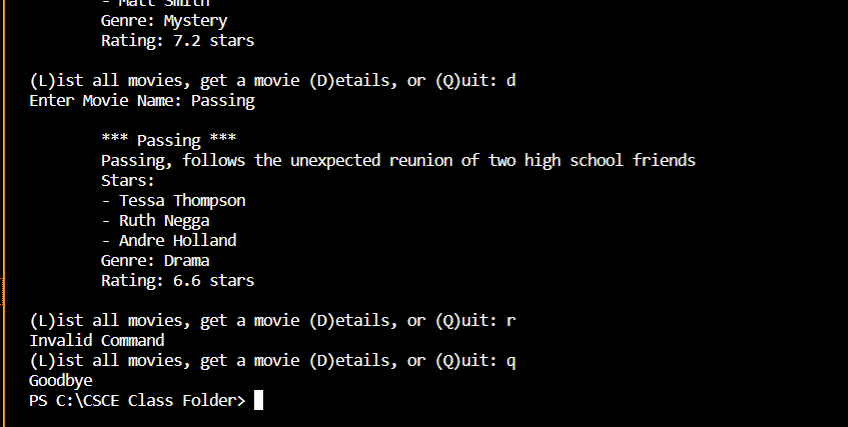 - Matt Smith
Genre: Mystery
Rating: 7.2 stars
(L)ist all movies, get a movie (D)etails, or (Q)uit: d
Enter Movie Name: Passing
*** Passing ***
Passing, follows the unexpected reunion of two high school friends
Stars:
- Tessa Thompson
- Ruth Negga
- Andre Holland
Genre: Drama
Rating: 6.6 stars
(L)ist all movies, get a movie (D)etails, or (Q)uit: r
Invalid Command
(L)ist all movies, get a movie (D)etails, or (Q)uit: q
Goodbye
PS C:\CSCE Class Folder>